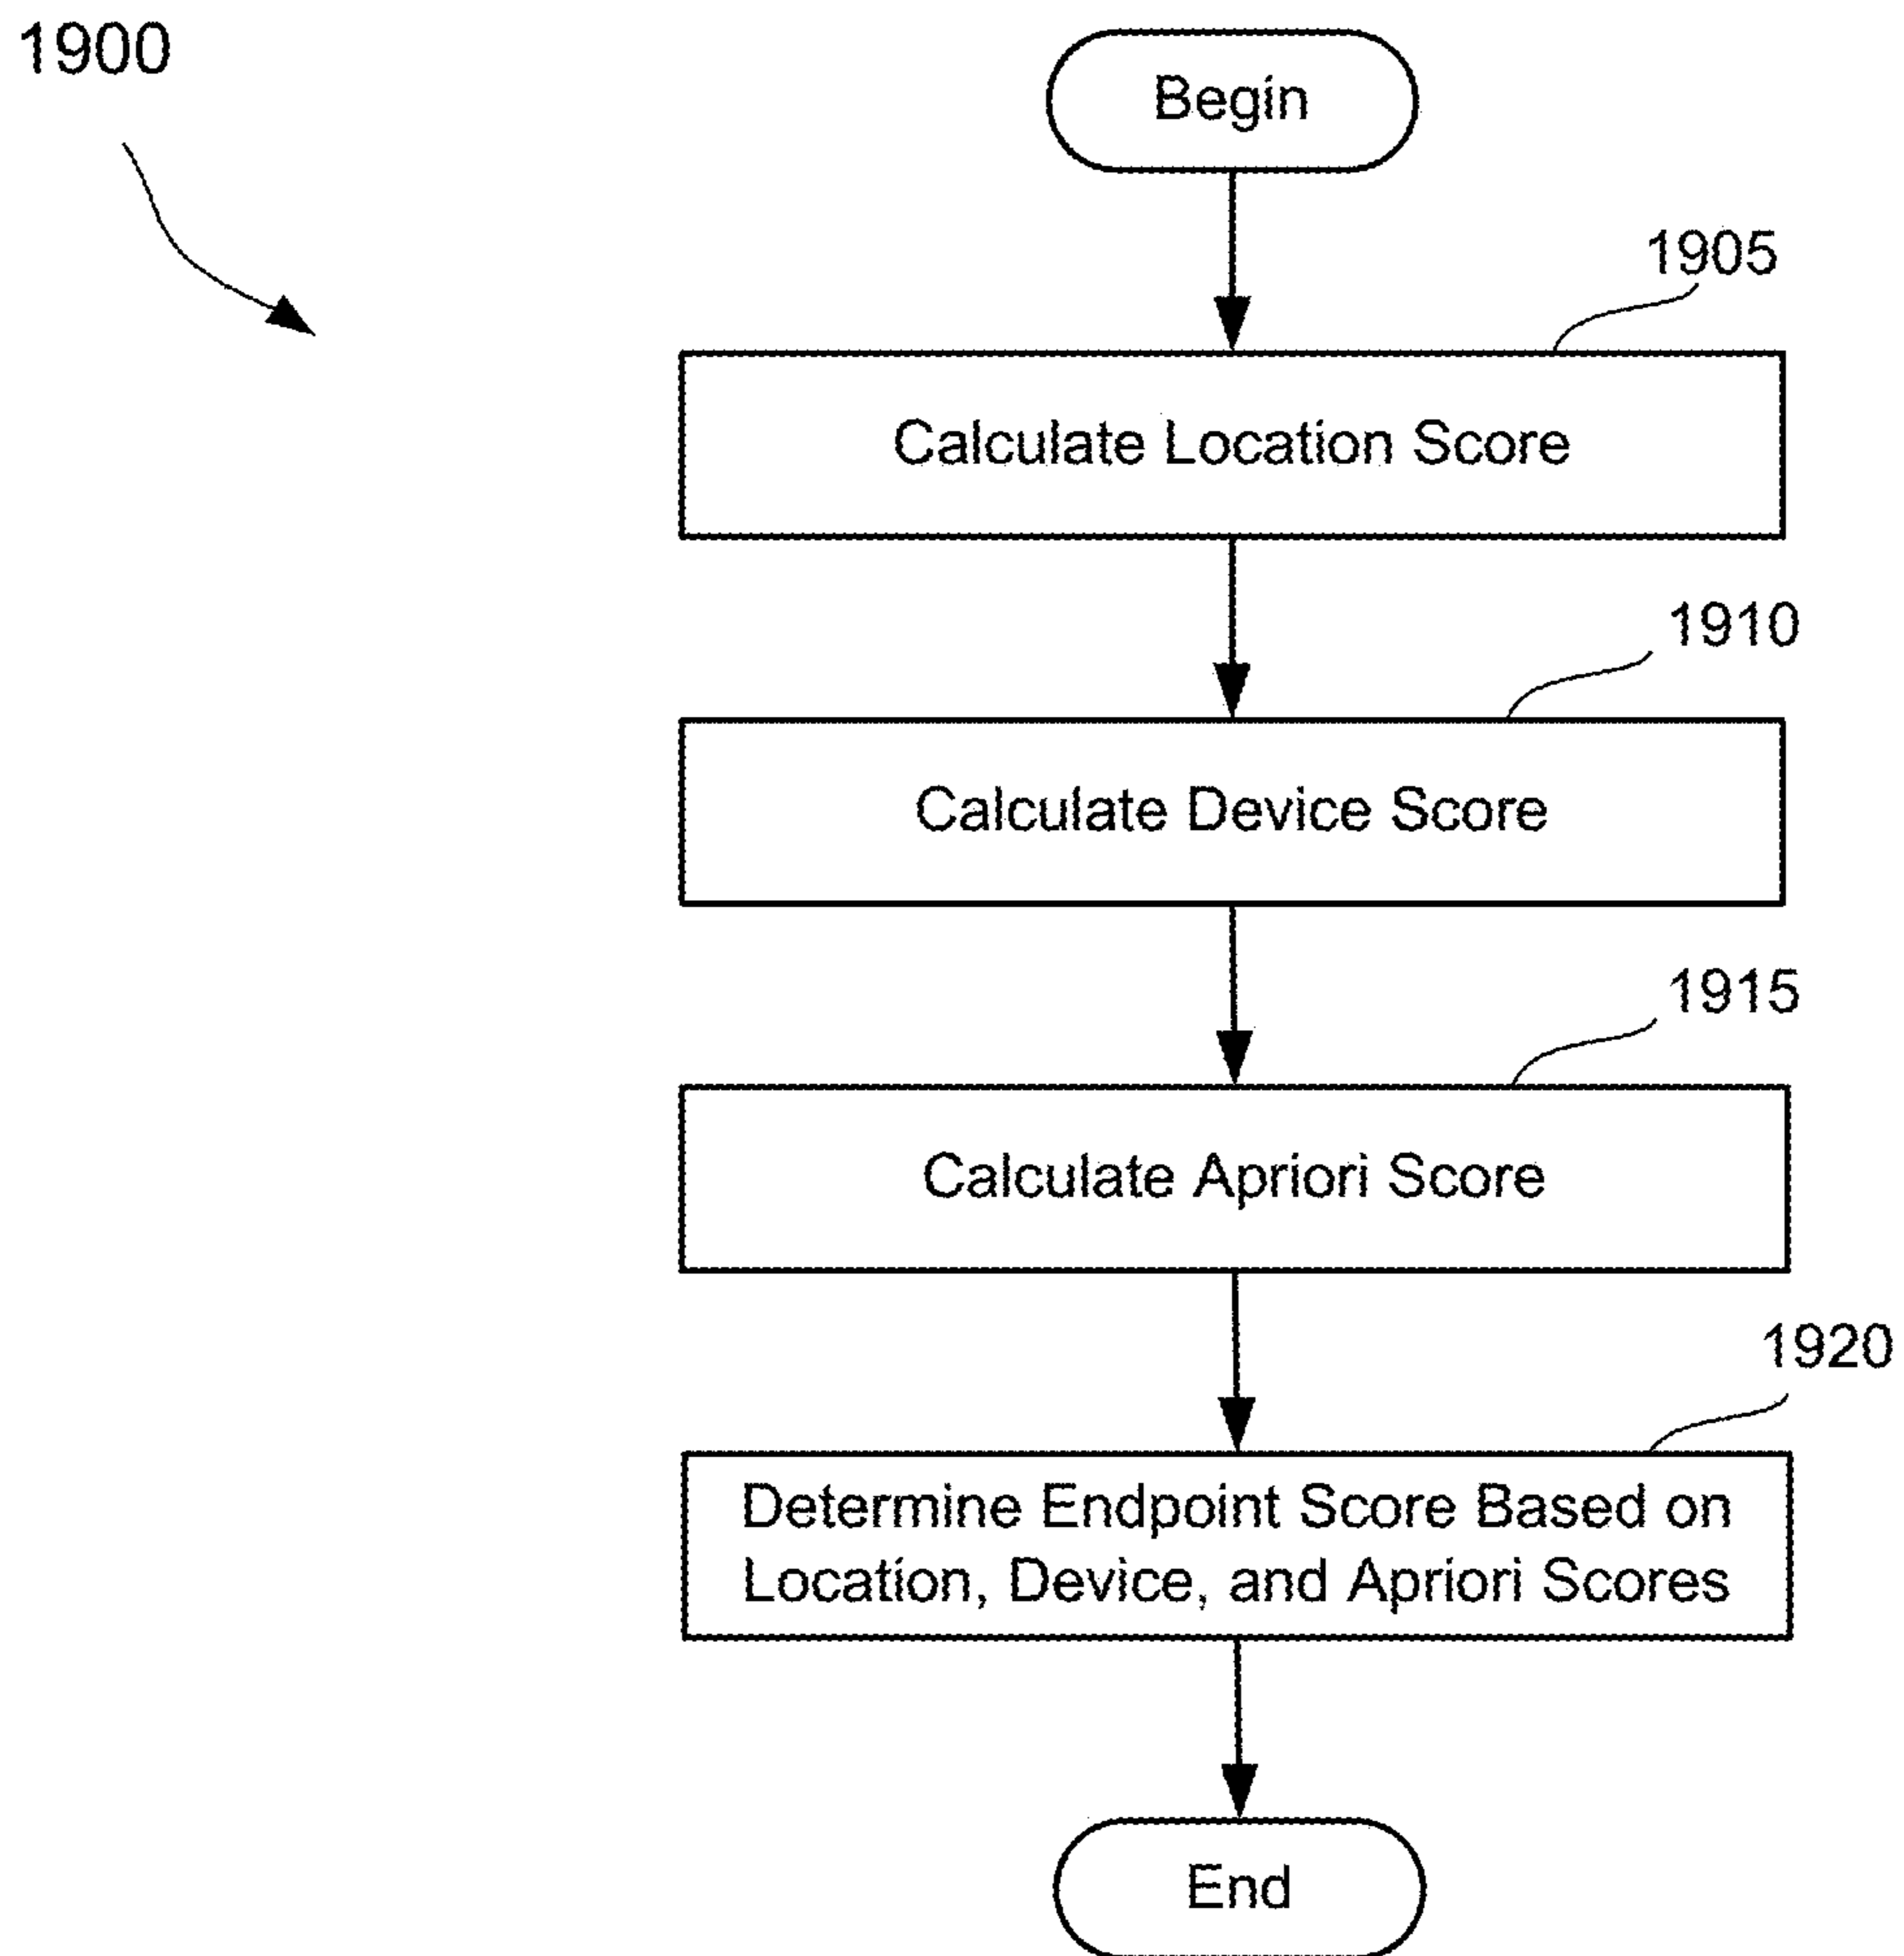 1900
Begin
1905
Calculate Location Score
1910
Calculate Device Score
1915
Calculate Apriori Score
1920
Determine Endpoint Score Based on
Location, Device, and Apriori Scores
End